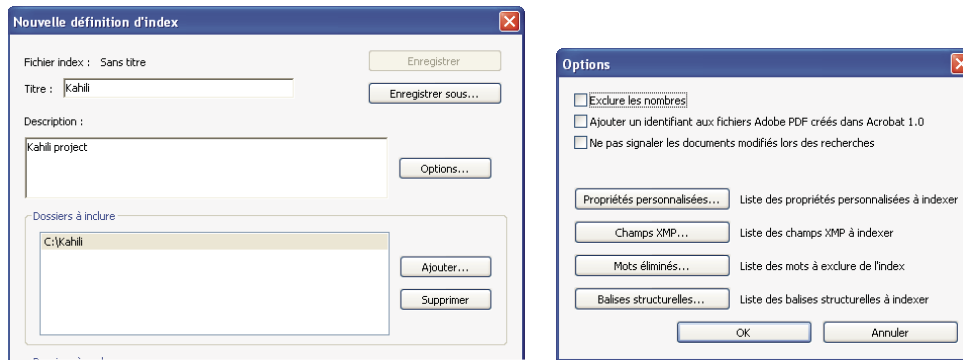 Nouvelle définition d'index
Fichier index : Sans titre
Enregistrer
Titre : Kahili
Enregistrer sous...
Description :
Kahili project
Options...
Dossiers à inclure
C:\Kahili
Ajouter...
Supprimer
Options
Exclure les nombres
Ajouter un identifiant aux fichiers Adobe PDF créés dans Acrobat 1.0
Ne pas signaler les documents modifiés lors des recherches
Propriétés personnalisées... Liste des propriétés personnalisées à indexer
Champs XMP... Liste des champs XMP à indexer
Mots éliminés... Liste des mots à exclure de l'index
Balises structurelles... Liste des balises structurelles à indexer
OK Annuler